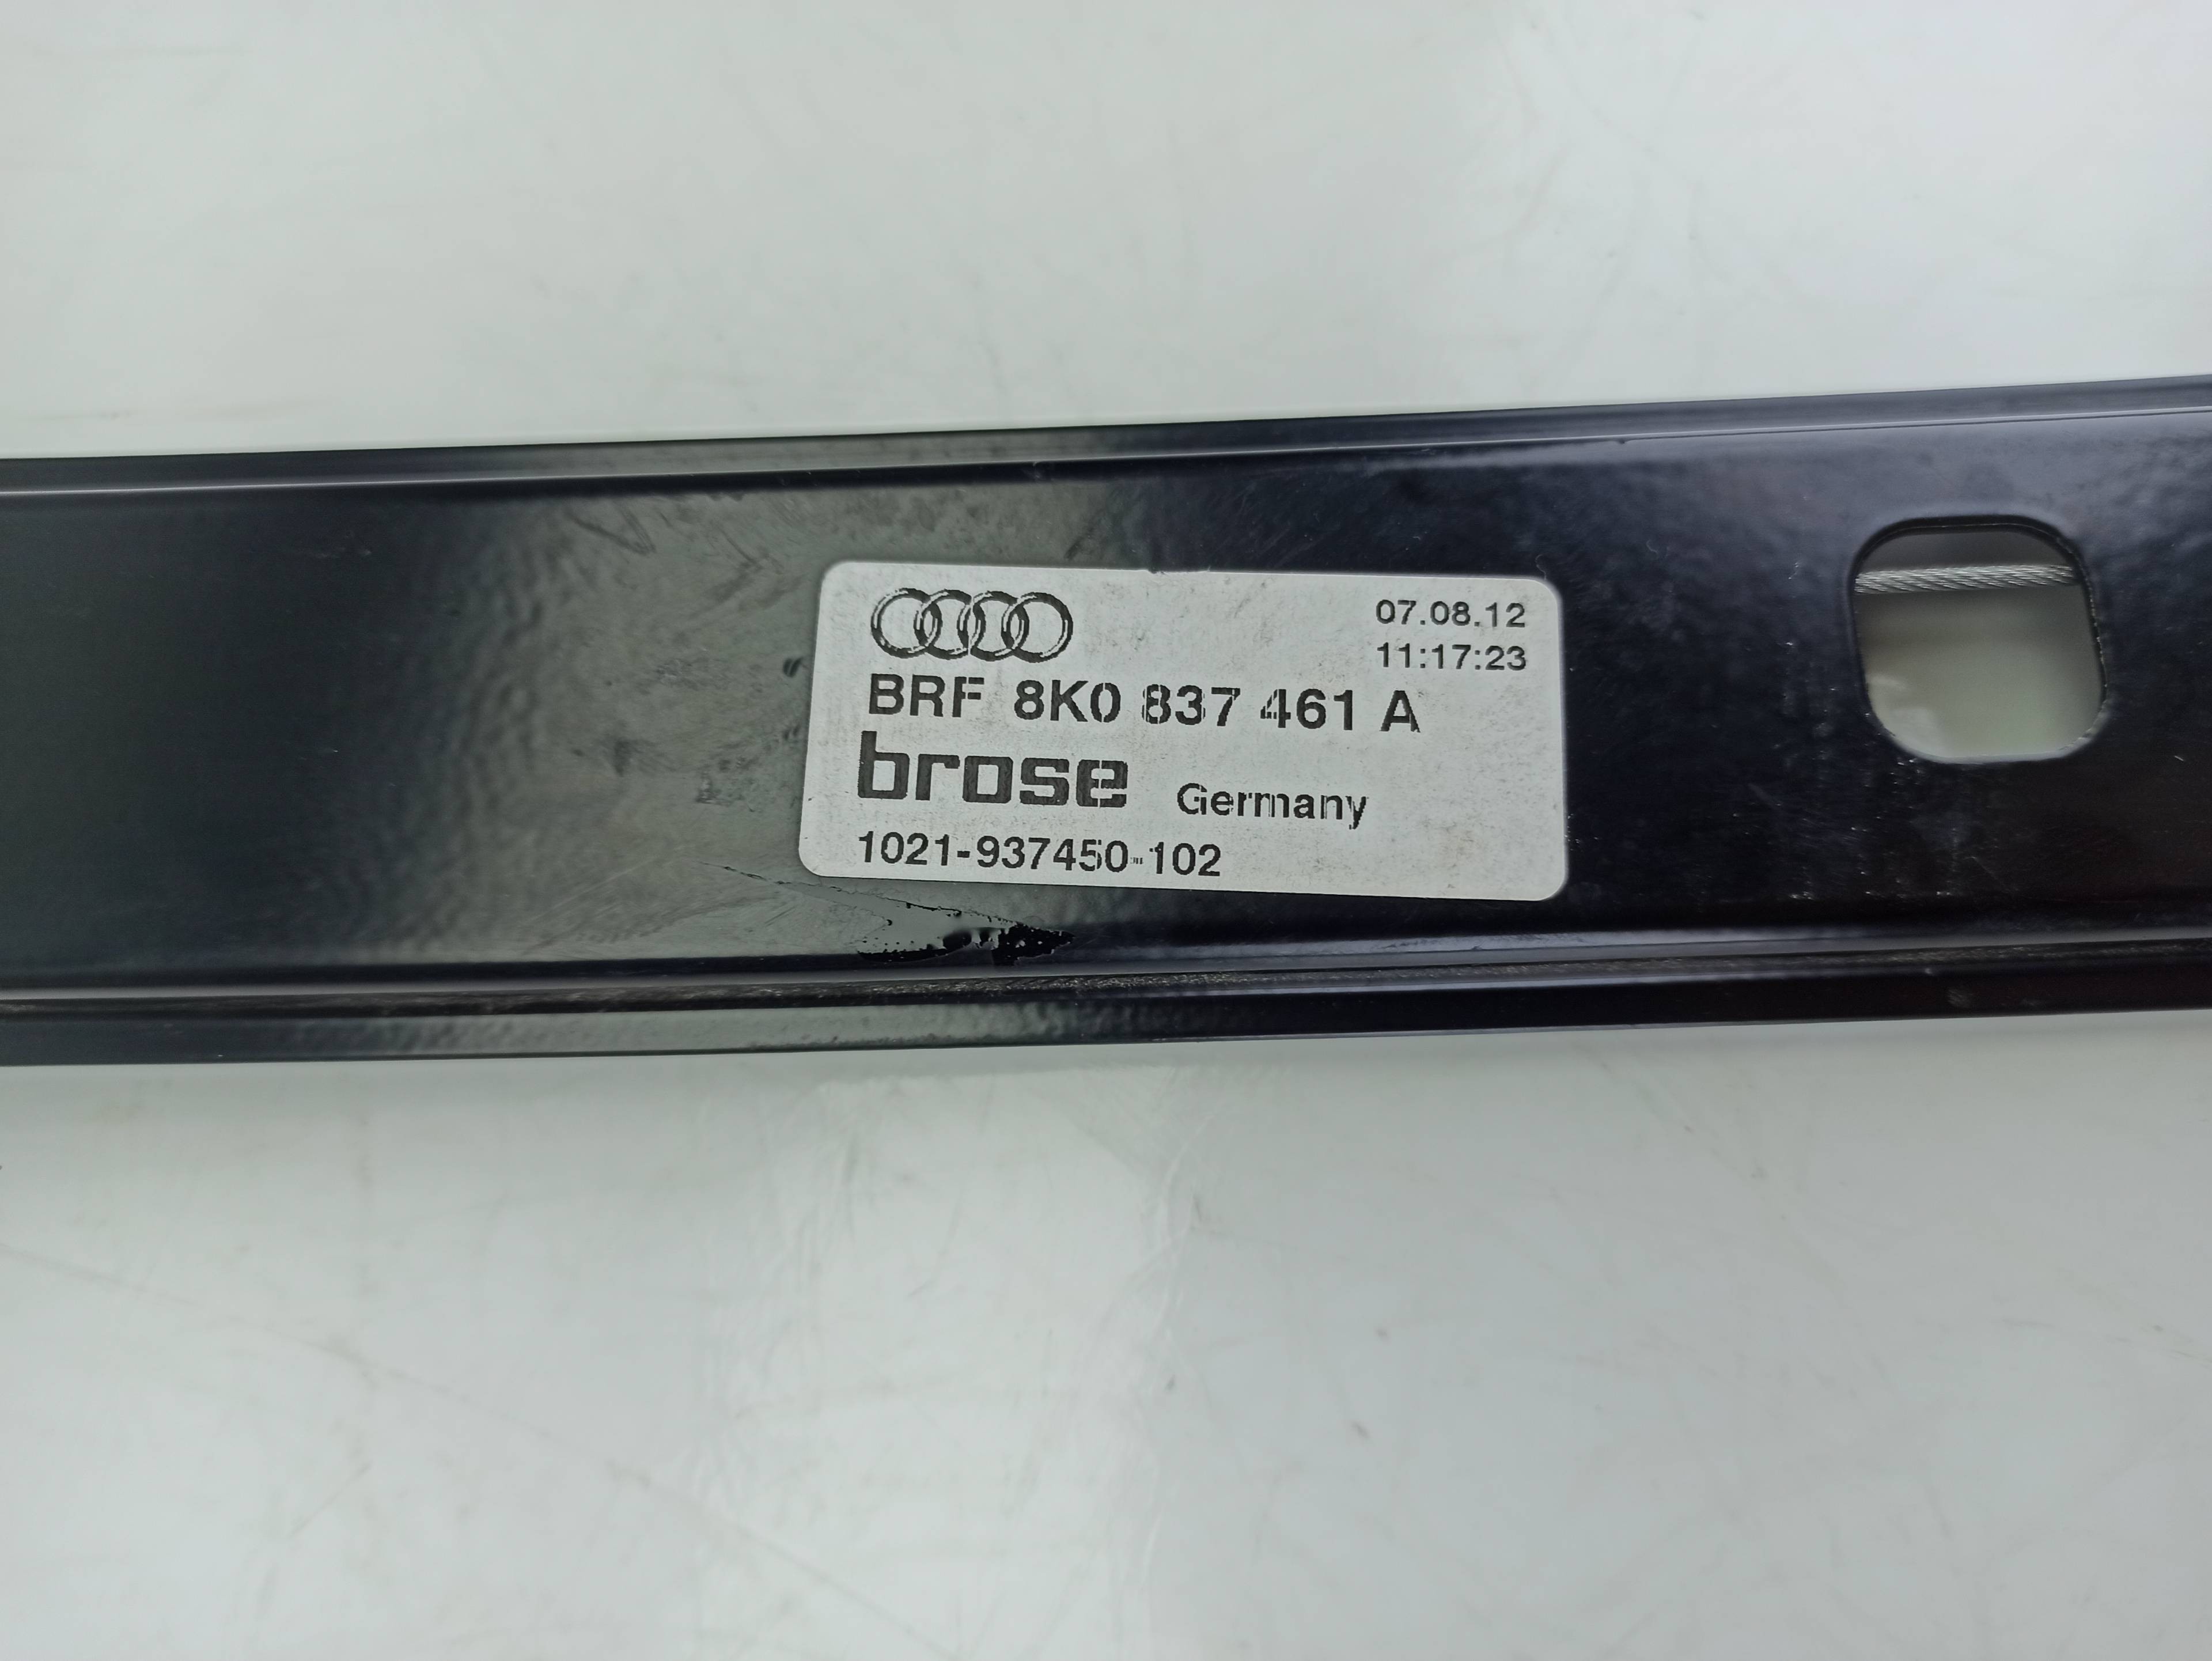 07.08.12
11:17:23
BRF 8K0 837 461 A
brose Germany
1021-937450-102